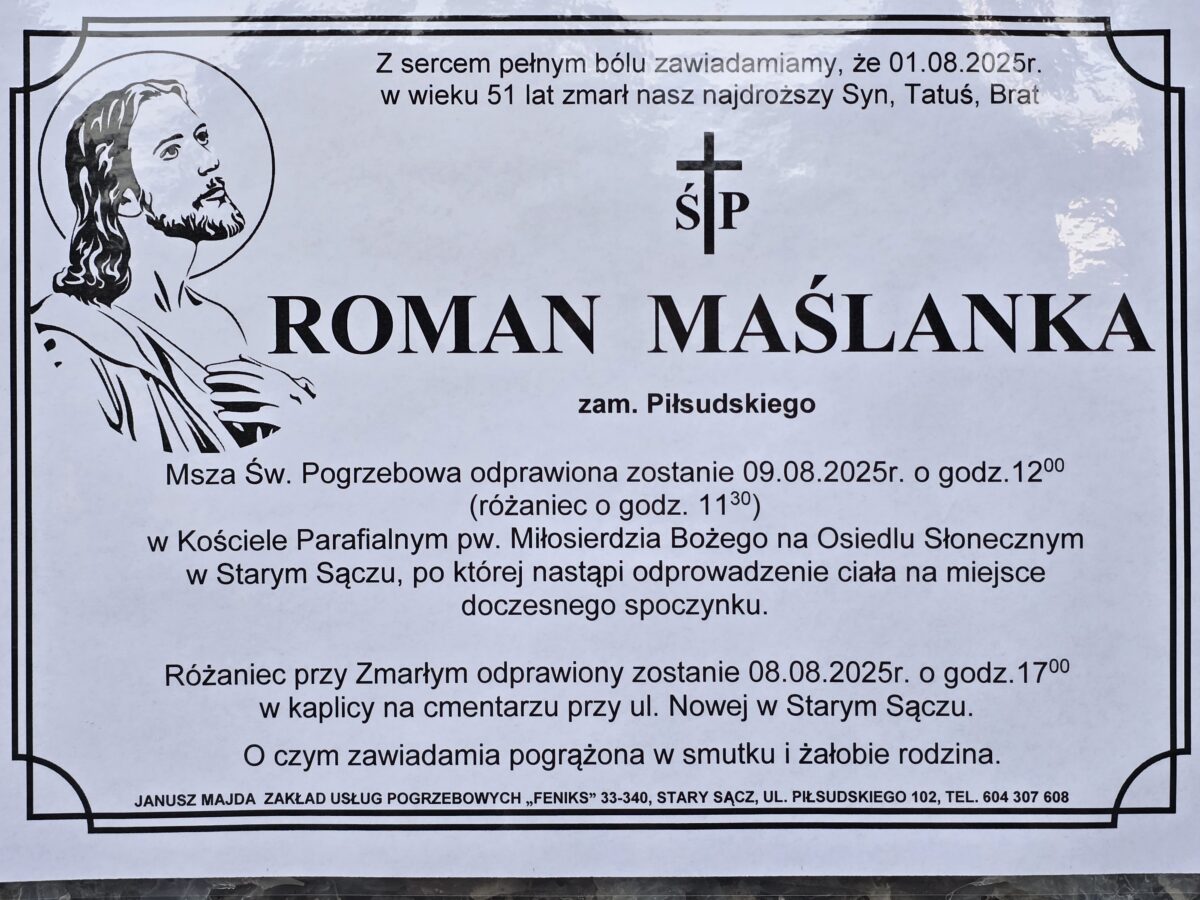 Z sercem pełnym bólu zawiadamiamy, że 01.08.2025r.
w wieku 51 lat zmarł nasz najdroższy Syn, Tatuś, Brat
Ś P
ROMAN MAŚLANKA
zam. Piłsudskiego
Msza Św. Pogrzebowa odprawiona zostanie 09.08.2025r. o godz.12⁰⁰
(różaniec o godz. 11³⁰)
w Kościele Parafialnym pw. Miłosierdzia Bożego na Osiedlu Słonecznym
w Starym Sączu, po której nastąpi odprowadzenie ciała na miejsce
doczesnego spoczynku.
Różaniec przy Zmarłym odprawiony zostanie 08.08.2025r. o godz.17⁰⁰
w kaplicy na cmentarzu przy ul. Nowej w Starym Sączu.
O czym zawiadamia pogrążona w smutku i żałobie rodzina.
JANUSZ MAJDA ZAKŁAD USŁUG POGRZEBOWYCH „FENIKS” 33-340, STARY SĄCZ, UL. PIŁSUDSKIEGO 102, TEL. 604 307 608